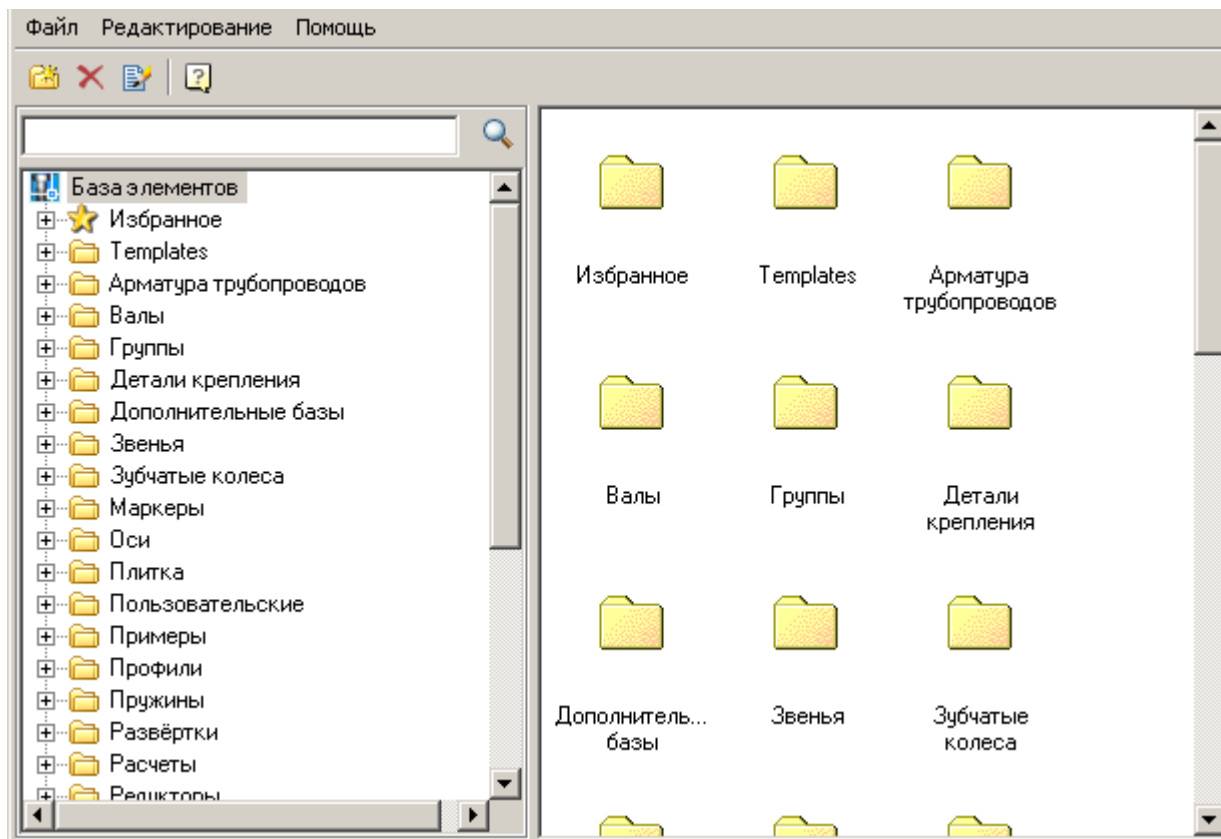 Файл Редактирование Помощь
База элементов
Избранное
Templates
Арматура трубопроводов
Валы
Группы
Детали крепления
Дополнительные базы
Звенья
Зубчатые колеса
Маркеры
Оси
Плитка
Пользовательские
Примеры
Профили
Пружины
Развёртки
Расчеты
Редукторы
Избранное Templates Арматура
трубопроводов
Валы Группы Детали
крепления
Дополнитель... Звенья Зубчатые
базы колеса